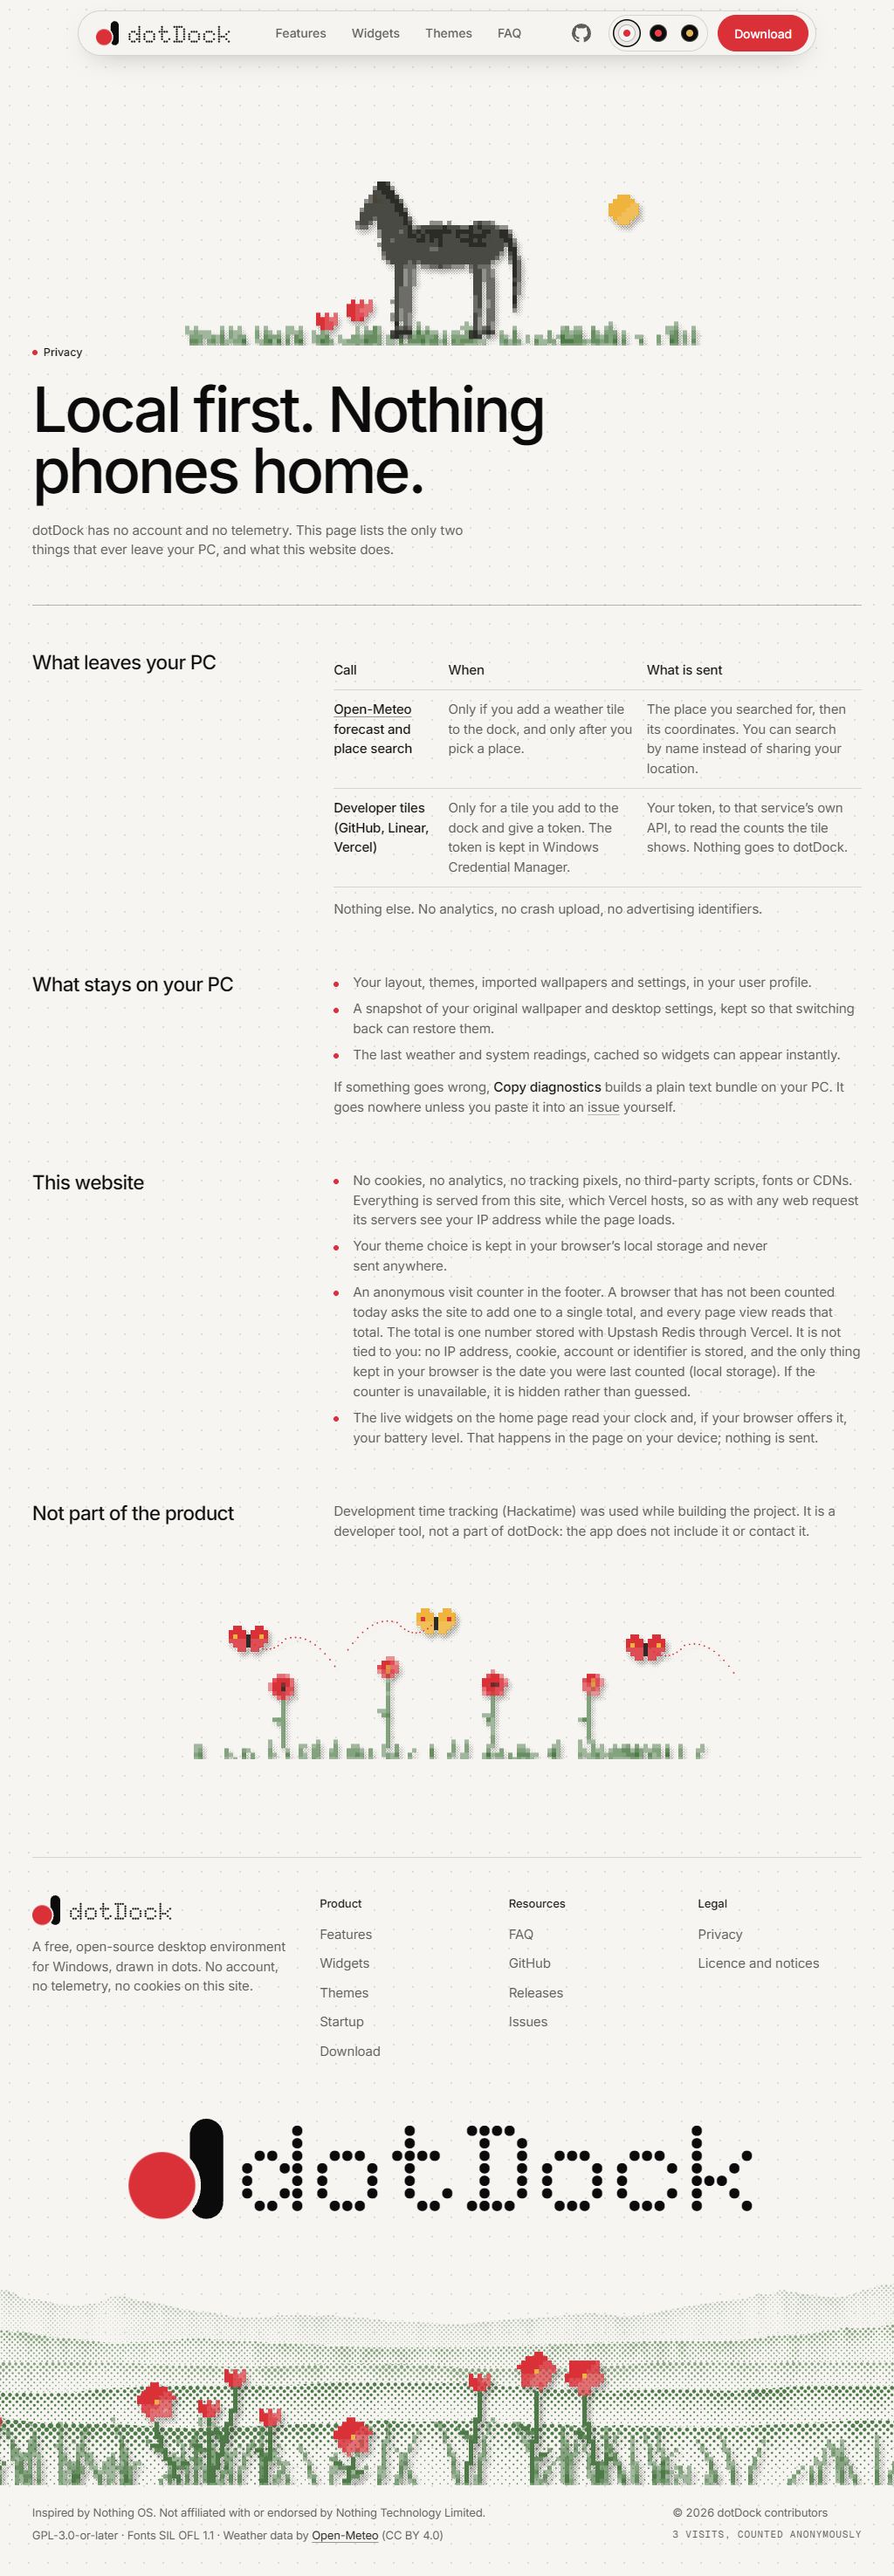 dotDock
Features
Widgets
Themes
FAQ
Download
Privacy
Local first. Nothing
phones home.
dotDock has no account and no telemetry. This page lists the only two
things that ever leave your PC, and what this website does.
What leaves your PC
Call
When
What is sent
Open-Meteo
forecast and
place search
Only if you add a weather tile
to the dock, and only after you
pick a place.
The place you searched for, then
its coordinates. You can search
by name instead of sharing your
location.
Developer tiles
(GitHub, Linear,
Vercel)
Only for a tile you add to the
dock and give a token. The
token is kept in Windows
Credential Manager.
Your token, to that service’s own
API, to read the counts the tile
shows. Nothing goes to dotDock.
Nothing else. No analytics, no crash upload, no advertising identifiers.
What stays on your PC
Your layout, themes, imported wallpapers and settings, in your user profile.
A snapshot of your original wallpaper and desktop settings, kept so that switching
back can restore them.
The last weather and system readings, cached so widgets can appear instantly.
If something goes wrong, Copy diagnostics builds a plain text bundle on your PC. It
goes nowhere unless you paste it into an issue yourself.
This website
No cookies, no analytics, no tracking pixels, no third-party scripts, fonts or CDNs.
Everything is served from this site, which Vercel hosts, so as with any web request
its servers see your IP address while the page loads.
Your theme choice is kept in your browser’s local storage and never
sent anywhere.
An anonymous visit counter in the footer. A browser that has not been counted
today asks the site to add one to a single total, and every page view reads that
total. The total is one number stored with Upstash Redis through Vercel. It is not
tied to you: no IP address, cookie, account or identifier is stored, and the only thing
kept in your browser is the date you were last counted (local storage). If the
counter is unavailable, it is hidden rather than guessed.
The live widgets on the home page read your clock and, if your browser offers it,
your battery level. That happens in the page on your device; nothing is sent.
Not part of the product
Development time tracking (Hackatime) was used while building the project. It is a
developer tool, not a part of dotDock: the app does not include it or contact it.
dotDock
A free, open-source desktop environment
for Windows, drawn in dots. No account,
no telemetry, no cookies on this site.
Product
Features
Widgets
Themes
Startup
Download
Resources
FAQ
GitHub
Releases
Issues
Legal
Privacy
Licence and notices
dotDock
Inspired by Nothing OS. Not affiliated with or endorsed by Nothing Technology Limited.
© 2026 dotDock contributors
GPL-3.0-or-later · Fonts SIL OFL 1.1 · Weather data by Open-Meteo (CC BY 4.0)
3 VISITS, COUNTED ANONYMOUSLY